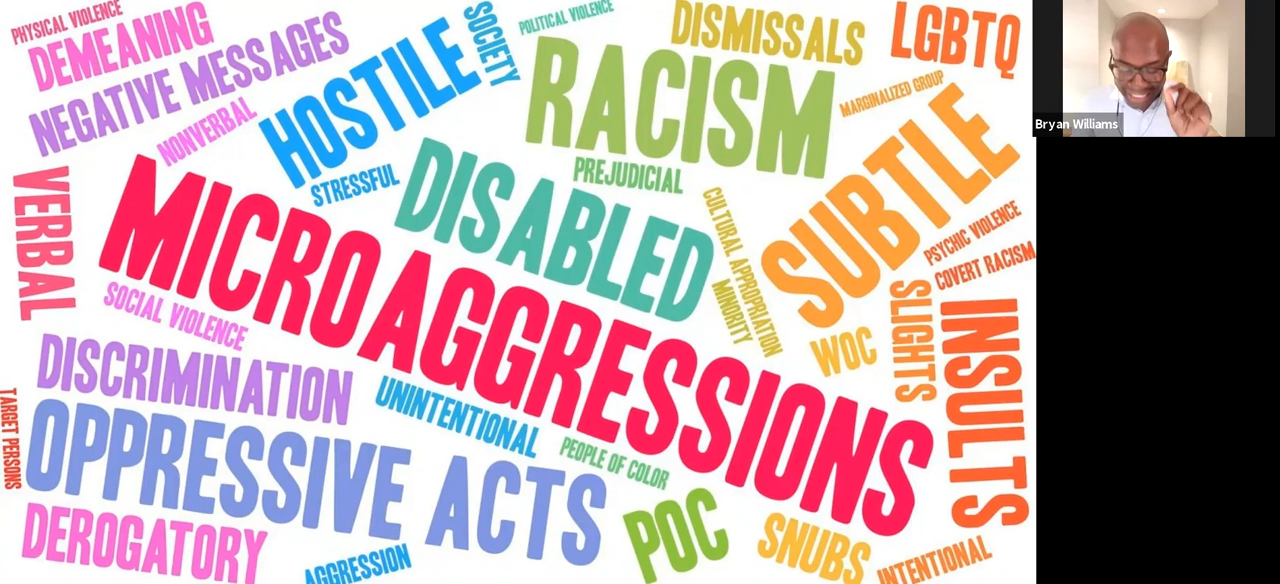 PHYSICAL VIOLENCE
DEMEANING
NEGATIVE MESSAGES
NONVERBAL
HOSTILE
SOCIETY
STRESSFUL
POLITICAL VIOLENCE
RACISM
DISMISSALS
LGBTQ
MARGINALIZED GROUP
PREJUDICIAL
DISABLED
SUBTLE
VERBAL
MICROAGGRESSIONS
CULTURAL APPROPRIATION
MINORITY
PSYCHIC VIOLENCE
COVERT RACISM
SOCIAL VIOLENCE
WOC
SLIGHTS
INSULTS
DISCRIMINATION
UNINTENTIONAL
TARGET PERSONS
OPPRESSIVE ACTS
PEOPLE OF COLOR
DEROGATORY
AGGRESSION
POC
SNUBS
INTENTIONAL
Bryan Williams